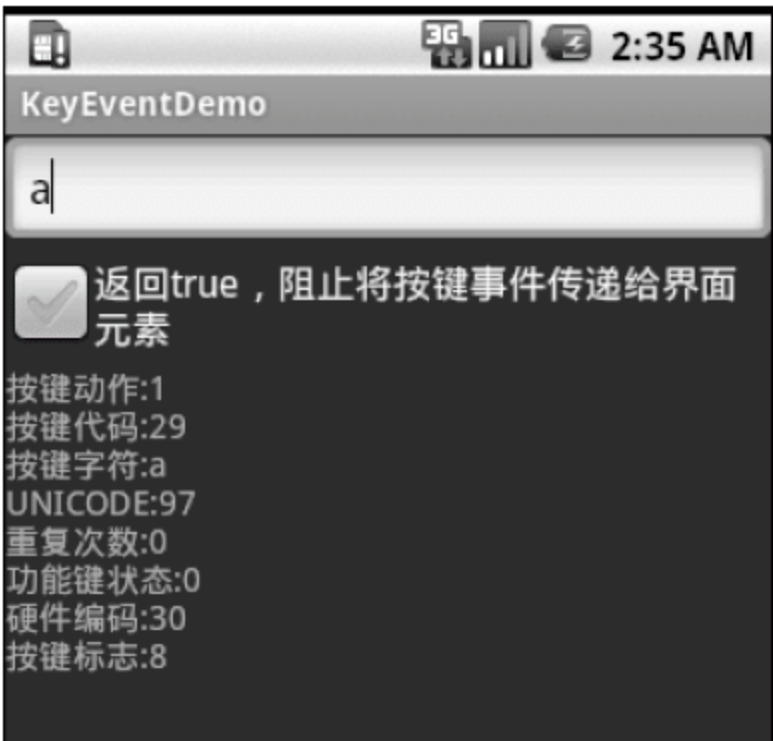 3G 2:35 AM
KeyEventDemo
a
返回true，阻止将按键事件传递给界面
元素
按键动作:1
按键代码:29
按键字符:a
UNICODE:97
重复次数:0
功能键状态:0
硬件编码:30
按键标志:8